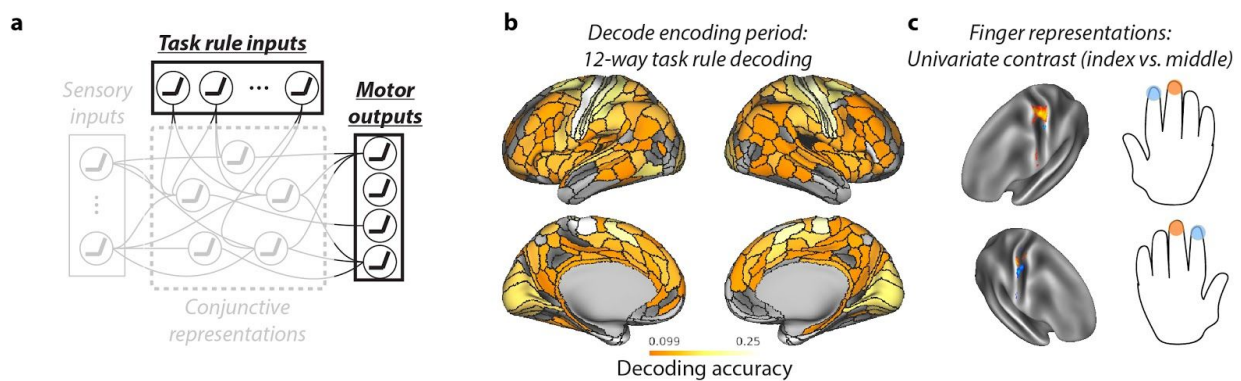 a
Task rule inputs
Sensory
inputs
Motor
outputs
Conjunctive
representations
b
Decode encoding period:
12-way task rule decoding
0.099
0.25
Decoding accuracy
c
Finger representations:
Univariate contrast (index vs. middle)